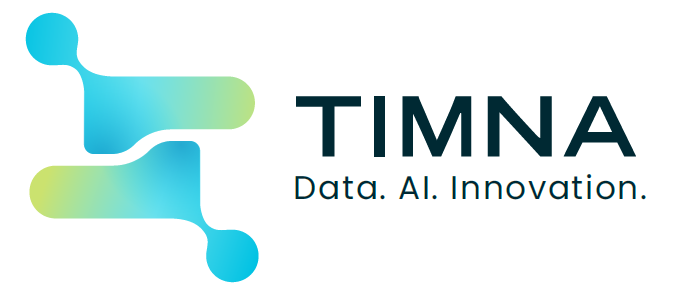 TIMNA
Data. AI. Innovation.